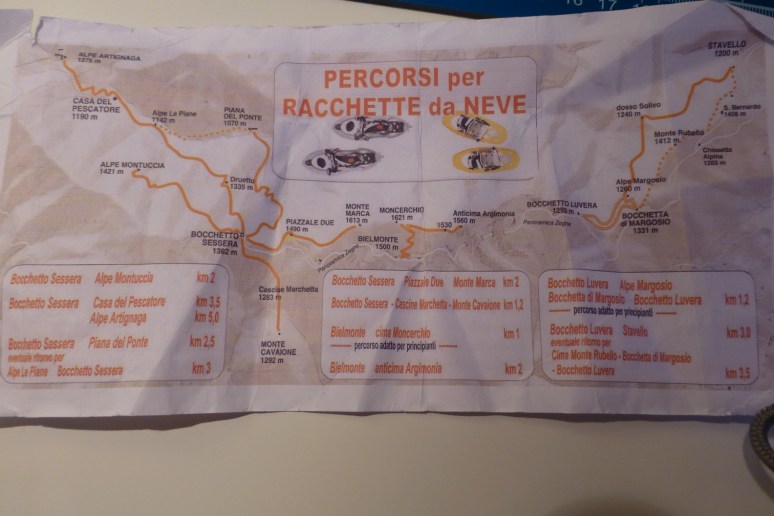 PERCORSI per
RACCHETTE da NEVE
ALPE ARTIGNAGA
1275 m
CASA DEL
PESCATORE
1190 m
Alpe Le Piane
1142 m
PIANA
DEL PONTE
1070 m
ALPE MONTUCCIA
1421 m
Druetto
1335 m
BOCCHETTO
SESSERA
1382 m
PIAZZALE DUE
1490 m
MONTE
MARCA
1613 m
MONCERCHIO
1621 m
1530
Anticima Argimonia
1560 m
BIELMONTE
1500 m
Panoramica Zegna
Cascine Marchetta
1283 m
MONTE
CAVAIONE
1292 m
Panoramica Zegna
BOCCHETTO LUVERA
STAVELLO
1200 m
dosso Solivo
1240 m
S. Bernardo
1408 m
Monte Rubello
1412 m
Chiesetta
Alpina
Alpe Margosio
1260 m
BOCCHETTA
di MARGOSIO
1331 m
Bocchetto Sessera Alpe Montuccia km 2
Bocchetto Sessera Casa del Pescatore km 3,5
Alpe Artignaga km 5,0
Bocchetto Sessera Piana del Ponte km 2,5
eventuale ritorno per
Alpe Le Piane Bocchetto Sessera km 3
Bocchetto Sessera Piazzale Due Monte Marca km 2
Bocchetto Sessera - Cascine Marchetta - Monte Cavaione km 1,2
Bielmonte cima Moncerchio km 1
percorso adatto per principianti
Bielmonte anticima Argimonia km 2
Bocchetto Luvera Alpe Margosio
Bocchetta di Margosio Bocchetto Luvera km 1,2
percorso adatto per principianti
Bocchetto Luvera Stavello km 3,0
eventuale ritorno per
Cima Monte Rubello - Bocchetta di Margosio
- Bocchetto Luvera km 3,5